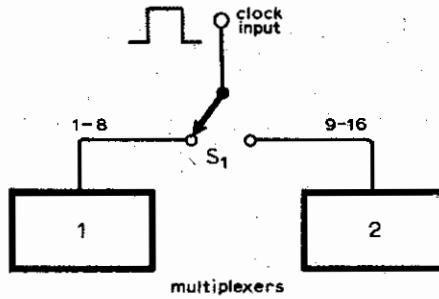 clock
input
1-8
9-16
S1
1
2
multiplexers